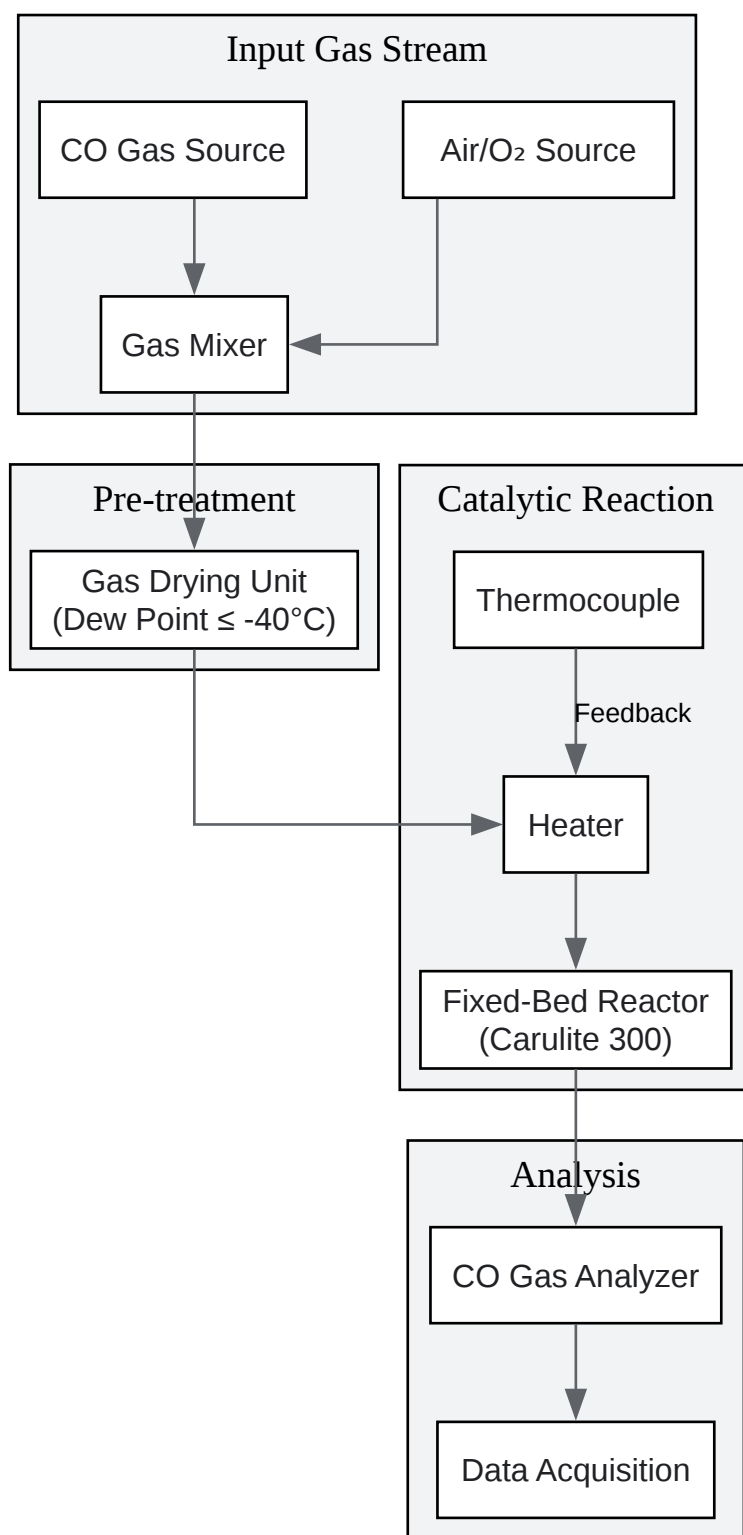 Input Gas Stream
CO Gas Source
Air/O₂ Source
Gas Mixer
Pre-treatment
Gas Drying Unit
(Dew Point ≤ -40°C)
Catalytic Reaction
Thermocouple
Feedback
Heater
Fixed-Bed Reactor
(Carulite 300)
Analysis
CO Gas Analyzer
Data Acquisition